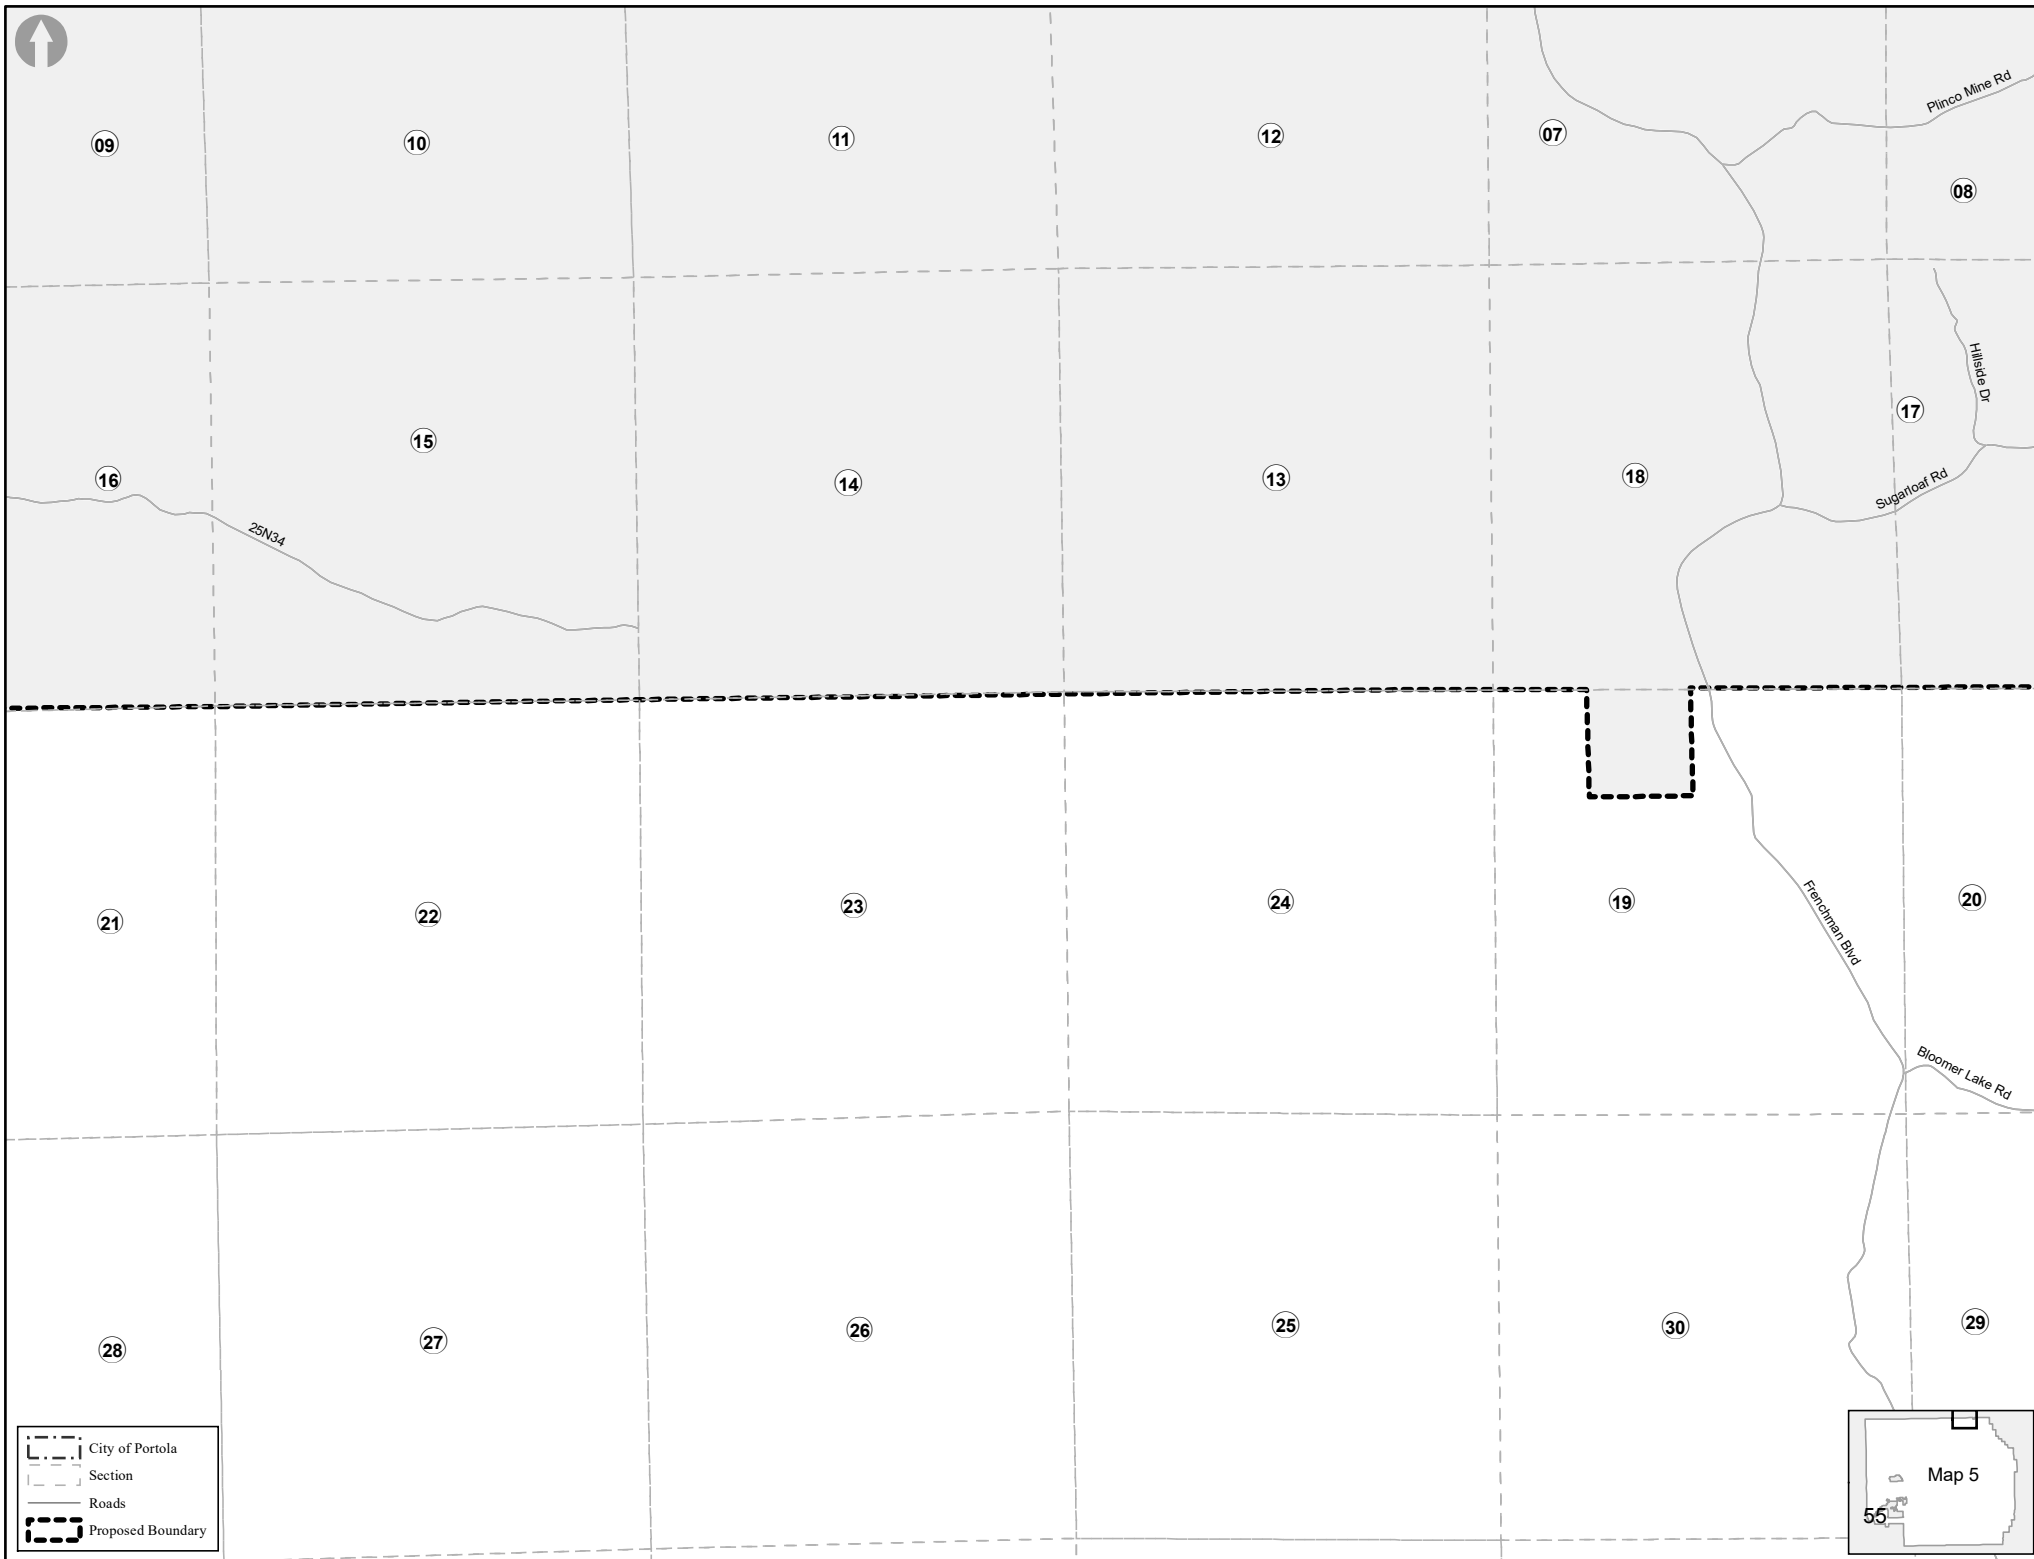 Plinco Mine Rd
09
10
11
12
07
08
Hillside Dr
17
15
16
14
13
18
Sugarloaf Rd
25N34
21
22
23
24
19
20
Frenchman Blvd
Bloomer Lake Rd
28
27
26
25
30
29
City of Portola
Section
Roads
Proposed Boundary
Map 5
55